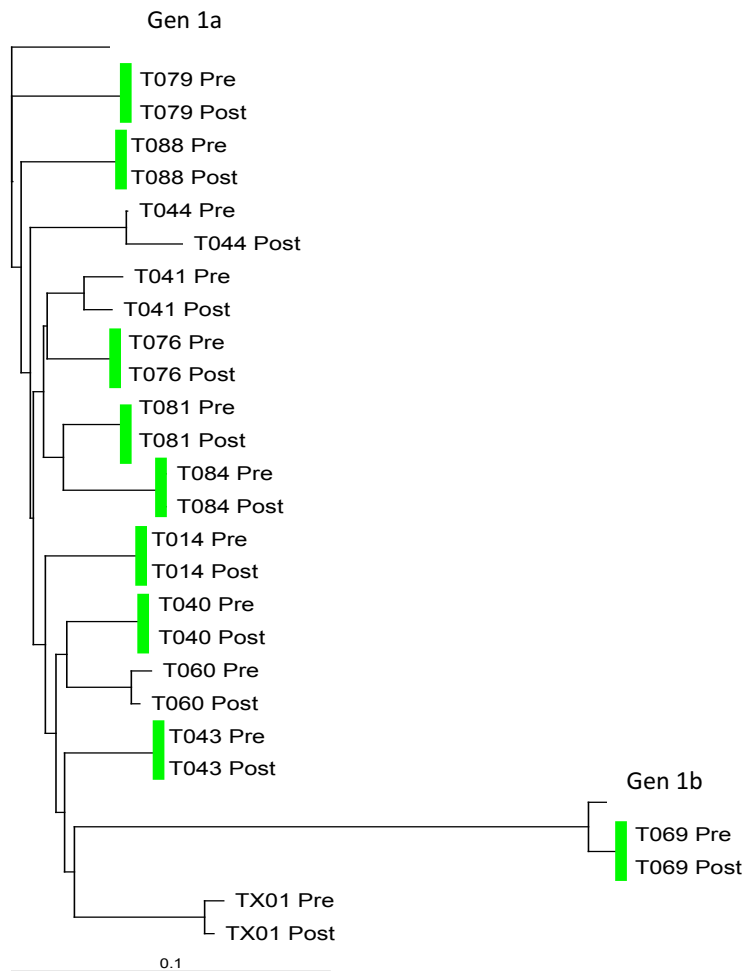 Gen 1a
T079 Pre
T079 Post
T088 Pre
T088 Post
T044 Pre
T044 Post
T041 Pre
T041 Post
T076 Pre
T076 Post
T081 Pre
T081 Post
T084 Pre
T084 Post
T014 Pre
T014 Post
T040 Pre
T040 Post
T060 Pre
T060 Post
T043 Pre
T043 Post
Gen 1b
T069 Pre
T069 Post
TX01 Pre
TX01 Post
0.1